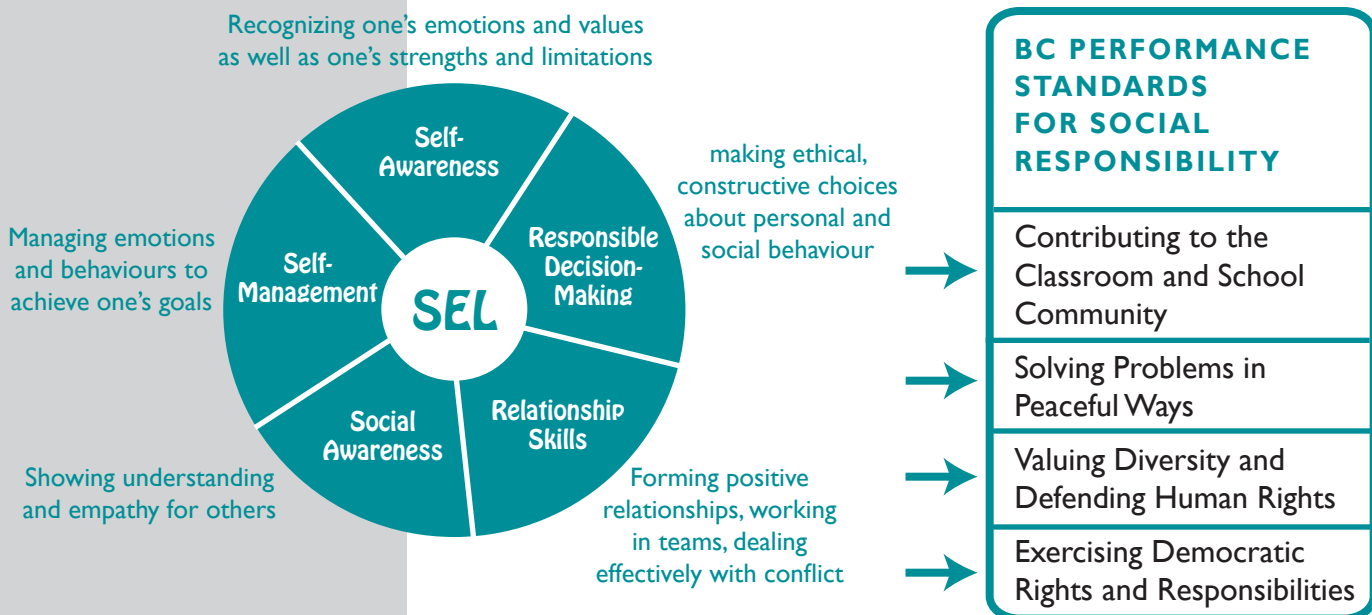 Recognizing one's emotions and values
as well as one's strengths and limitations
Self-
Awareness
making ethical,
constructive choices
about personal and
social behaviour
Responsible
Decision-
Making
Managing emotions
and behaviours to
achieve one's goals
Self-
Management
SEL
Social
Awareness
Relationship
Skills
Showing understanding
and empathy for others
Forming positive
relationships, working
in teams, dealing
effectively with conflict
BC PERFORMANCE
STANDARDS
FOR SOCIAL
RESPONSIBILITY
Contributing to the
Classroom and School
Community
Solving Problems in
Peaceful Ways
Valuing Diversity and
Defending Human Rights
Exercising Democratic
Rights and Responsibilities